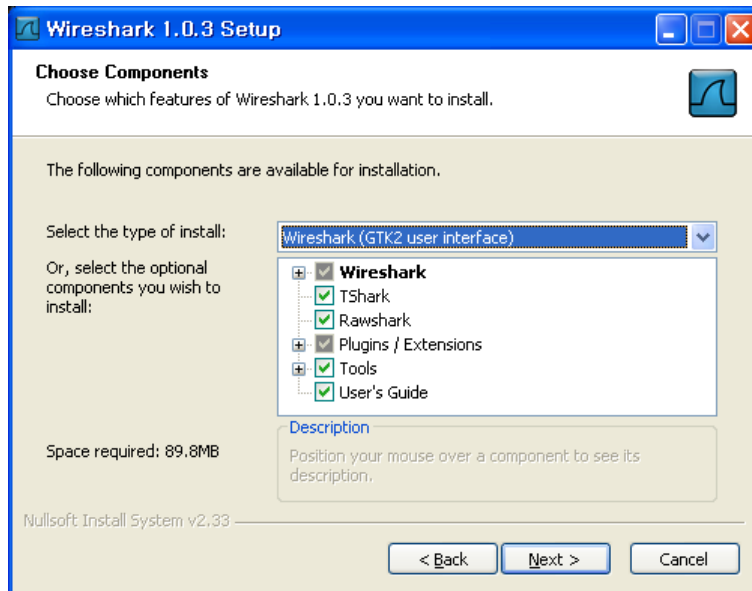 Wireshark 1.0.3 Setup
Choose Components
Choose which features of Wireshark 1.0.3 you want to install.
The following components are available for installation.
Select the type of install:
Wireshark (GTK2 user interface)
Or, select the optional
components you wish to
install:
Wireshark
TShark
Rawshark
Plugins / Extensions
Tools
User's Guide
Space required: 89.8MB
Description
Position your mouse over a component to see its
description.
Nullsoft Install System v2.33
< Back
Next >
Cancel